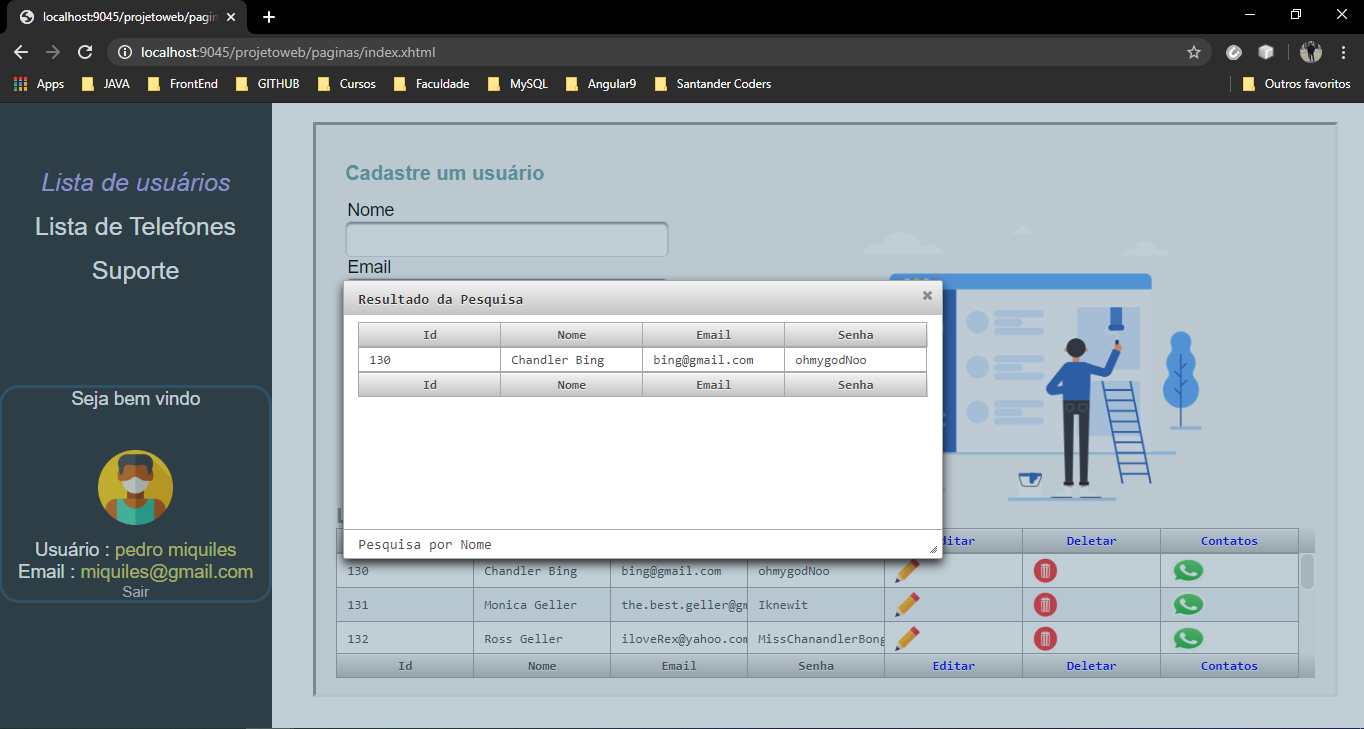 localhost:9045/projetoweb/pagin
localhost:9045/projetoweb/paginas/index.xhtml
Apps JAVA FrontEnd GITHUB Cursos Faculdade MySQL Angular9 Santander Coders Outros favoritos
Lista de usuários
Lista de Telefones
Suporte
Seja bem vindo
Usuário : pedro miquiles
Email : miquiles@gmail.com
Sair
Cadastre um usuário
Nome
Email
Resultado da Pesquisa
Id Nome Email Senha
130 Chandler Bing bing@gmail.com ohmygodNoo
Id Nome Email Senha
Pesquisa por Nome
ditar Deletar Contatos
130 Chandler Bing bing@gmail.com ohmygodNoo
131 Monica Geller the.best.geller@gm Iknewit
132 Ross Geller iloveRex@yahoo.com MissChanandlerBong
Id Nome Email Senha Editar Deletar Contatos